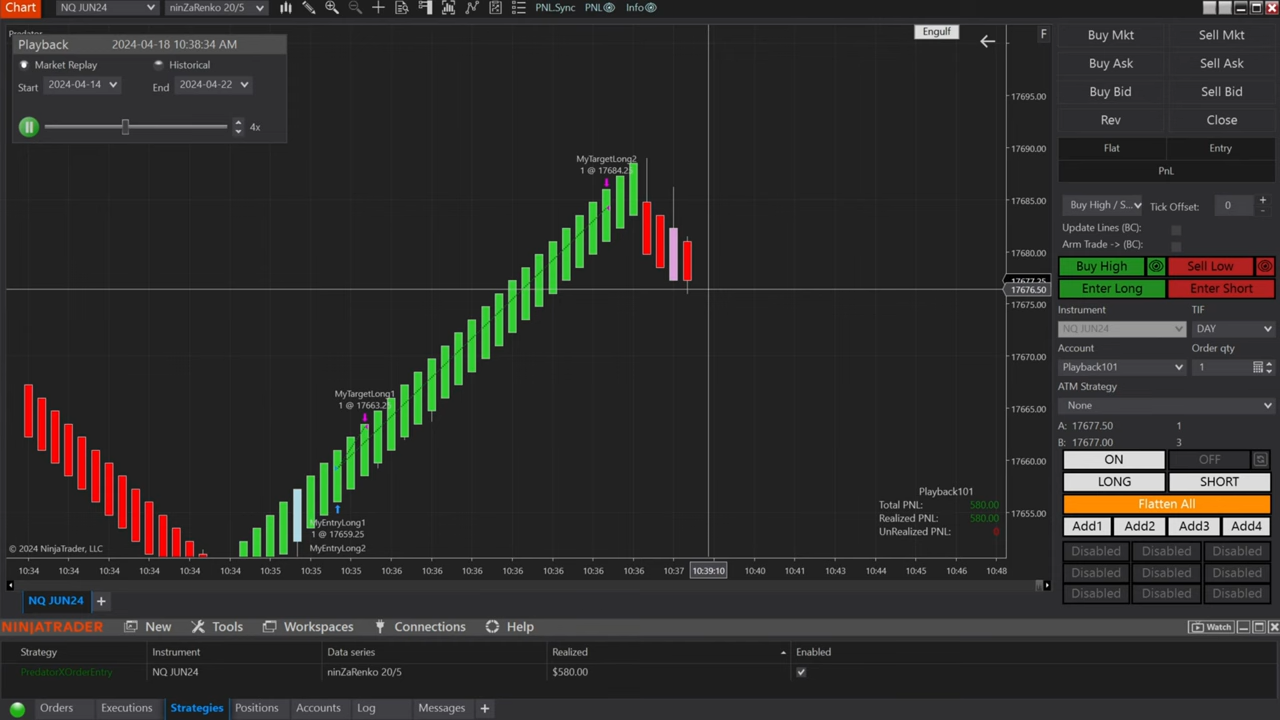 Chart NQ JUN24 ninZaRenko 20/5 PNL.Sync PNL Info
Playback 2024-04-18 10:38:34 AM
Market Replay Historical
Start 2024-04-14 End 2024-04-22
4x
Engulf
F
17695.00
17690.00
17685.00
17680.00
17677.25
17676.50
17675.00
17670.00
17665.00
17660.00
17655.00
MyTargetLong2
1 @ 17684.25
MyTargetLong1
1 @ 17663.25
MyEntryLong1
1 @ 17659.25
MyEntryLong2
Playback101
Total PNL: 580.00
Realized PNL: 580.00
UnRealized PNL: 0
© 2024 NinjaTrader, LLC
10:34 10:34 10:34 10:34 10:34 10:35 10:35 10:35 10:36 10:36 10:36 10:36 10:36 10:36 10:36 10:37 10:39:10 10:40 10:41 10:43 10:44 10:45 10:46 10:48
NQ JUN24 +
Buy Mkt Sell Mkt
Buy Ask Sell Ask
Buy Bid Sell Bid
Rev Close
Flat Entry
PnL
Buy High / S... Tick Offset: 0
Update Lines (BC):
Arm Trade -> (BC):
Buy High Sell Low
Enter Long Enter Short
Instrument TIF
NQ JUN24 DAY
Account Order qty
Playback101 1
ATM Strategy
None
A: 17677.50 1
B: 17677.00 3
ON OFF
LONG SHORT
Flatten All
Add1 Add2 Add3 Add4
Disabled Disabled Disabled
Disabled Disabled Disabled
Disabled Disabled Disabled
NINJATRADER New Tools Workspaces Connections Help Watch
Strategy Instrument Data series Realized Enabled
PredatorXOrderEntry NQ JUN24 ninZaRenko 20/5 $580.00
Orders Executions Strategies Positions Accounts Log Messages +